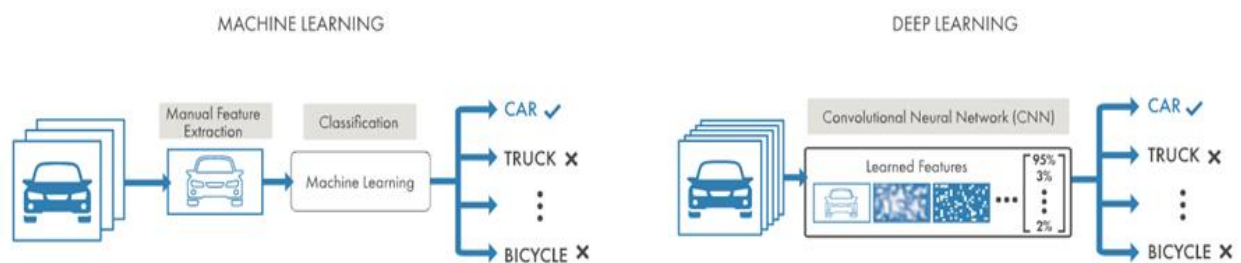 MACHINE LEARNING
Manual Feature
Extraction
Classification
Machine Learning
CAR ✓
TRUCK ✗
⋮
BICYCLE ✗
DEEP LEARNING
Convolutional Neural Network (CNN)
Learned Features
•••
95%
3%
⋮
2%
CAR ✓
TRUCK ✗
⋮
BICYCLE ✗